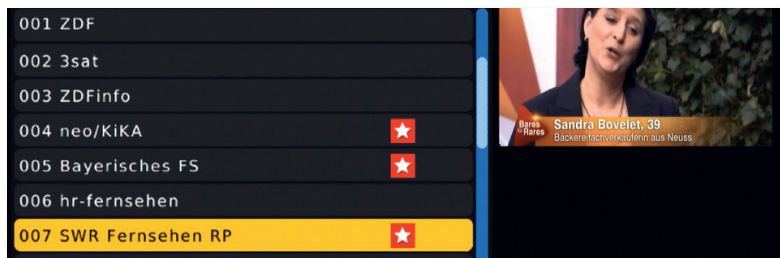 001 ZDF
002 3sat
003 ZDFinfo
004 neo/KiKA
005 Bayerisches FS
006 hr-fernsehen
007 SWR Fernsehen RP
Bares
für Rares
Sandra Bovelet, 39
Bäckereifachverkäuferin aus Neuss